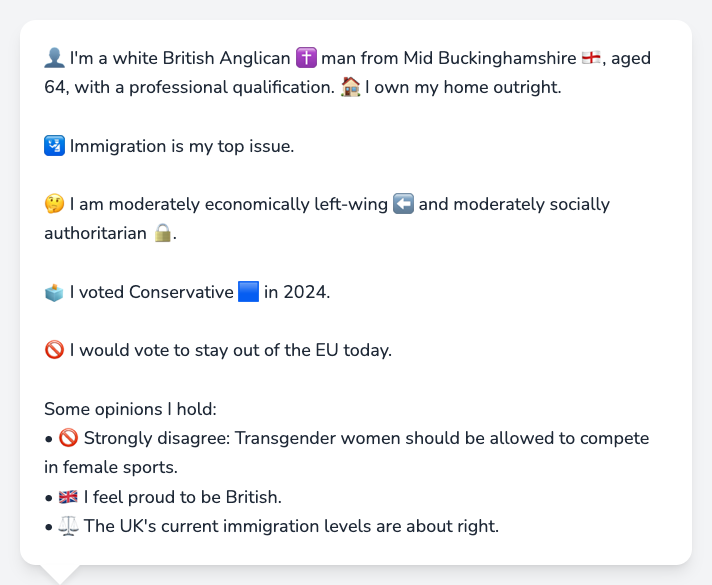 👤 I'm a white British Anglican ✝️ man from Mid Buckinghamshire 🏴󠁧󠁢󠁥󠁮󠁧󠁿, aged
64, with a professional qualification. 🏠 I own my home outright.
🛂 Immigration is my top issue.
🤔 I am moderately economically left-wing ⬅️ and moderately socially
authoritarian 🔒.
🗳️ I voted Conservative 🟦 in 2024.
🚫 I would vote to stay out of the EU today.
Some opinions I hold:
• 🚫 Strongly disagree: Transgender women should be allowed to compete
in female sports.
• 🇬🇧 I feel proud to be British.
• ⚖️ The UK's current immigration levels are about right.